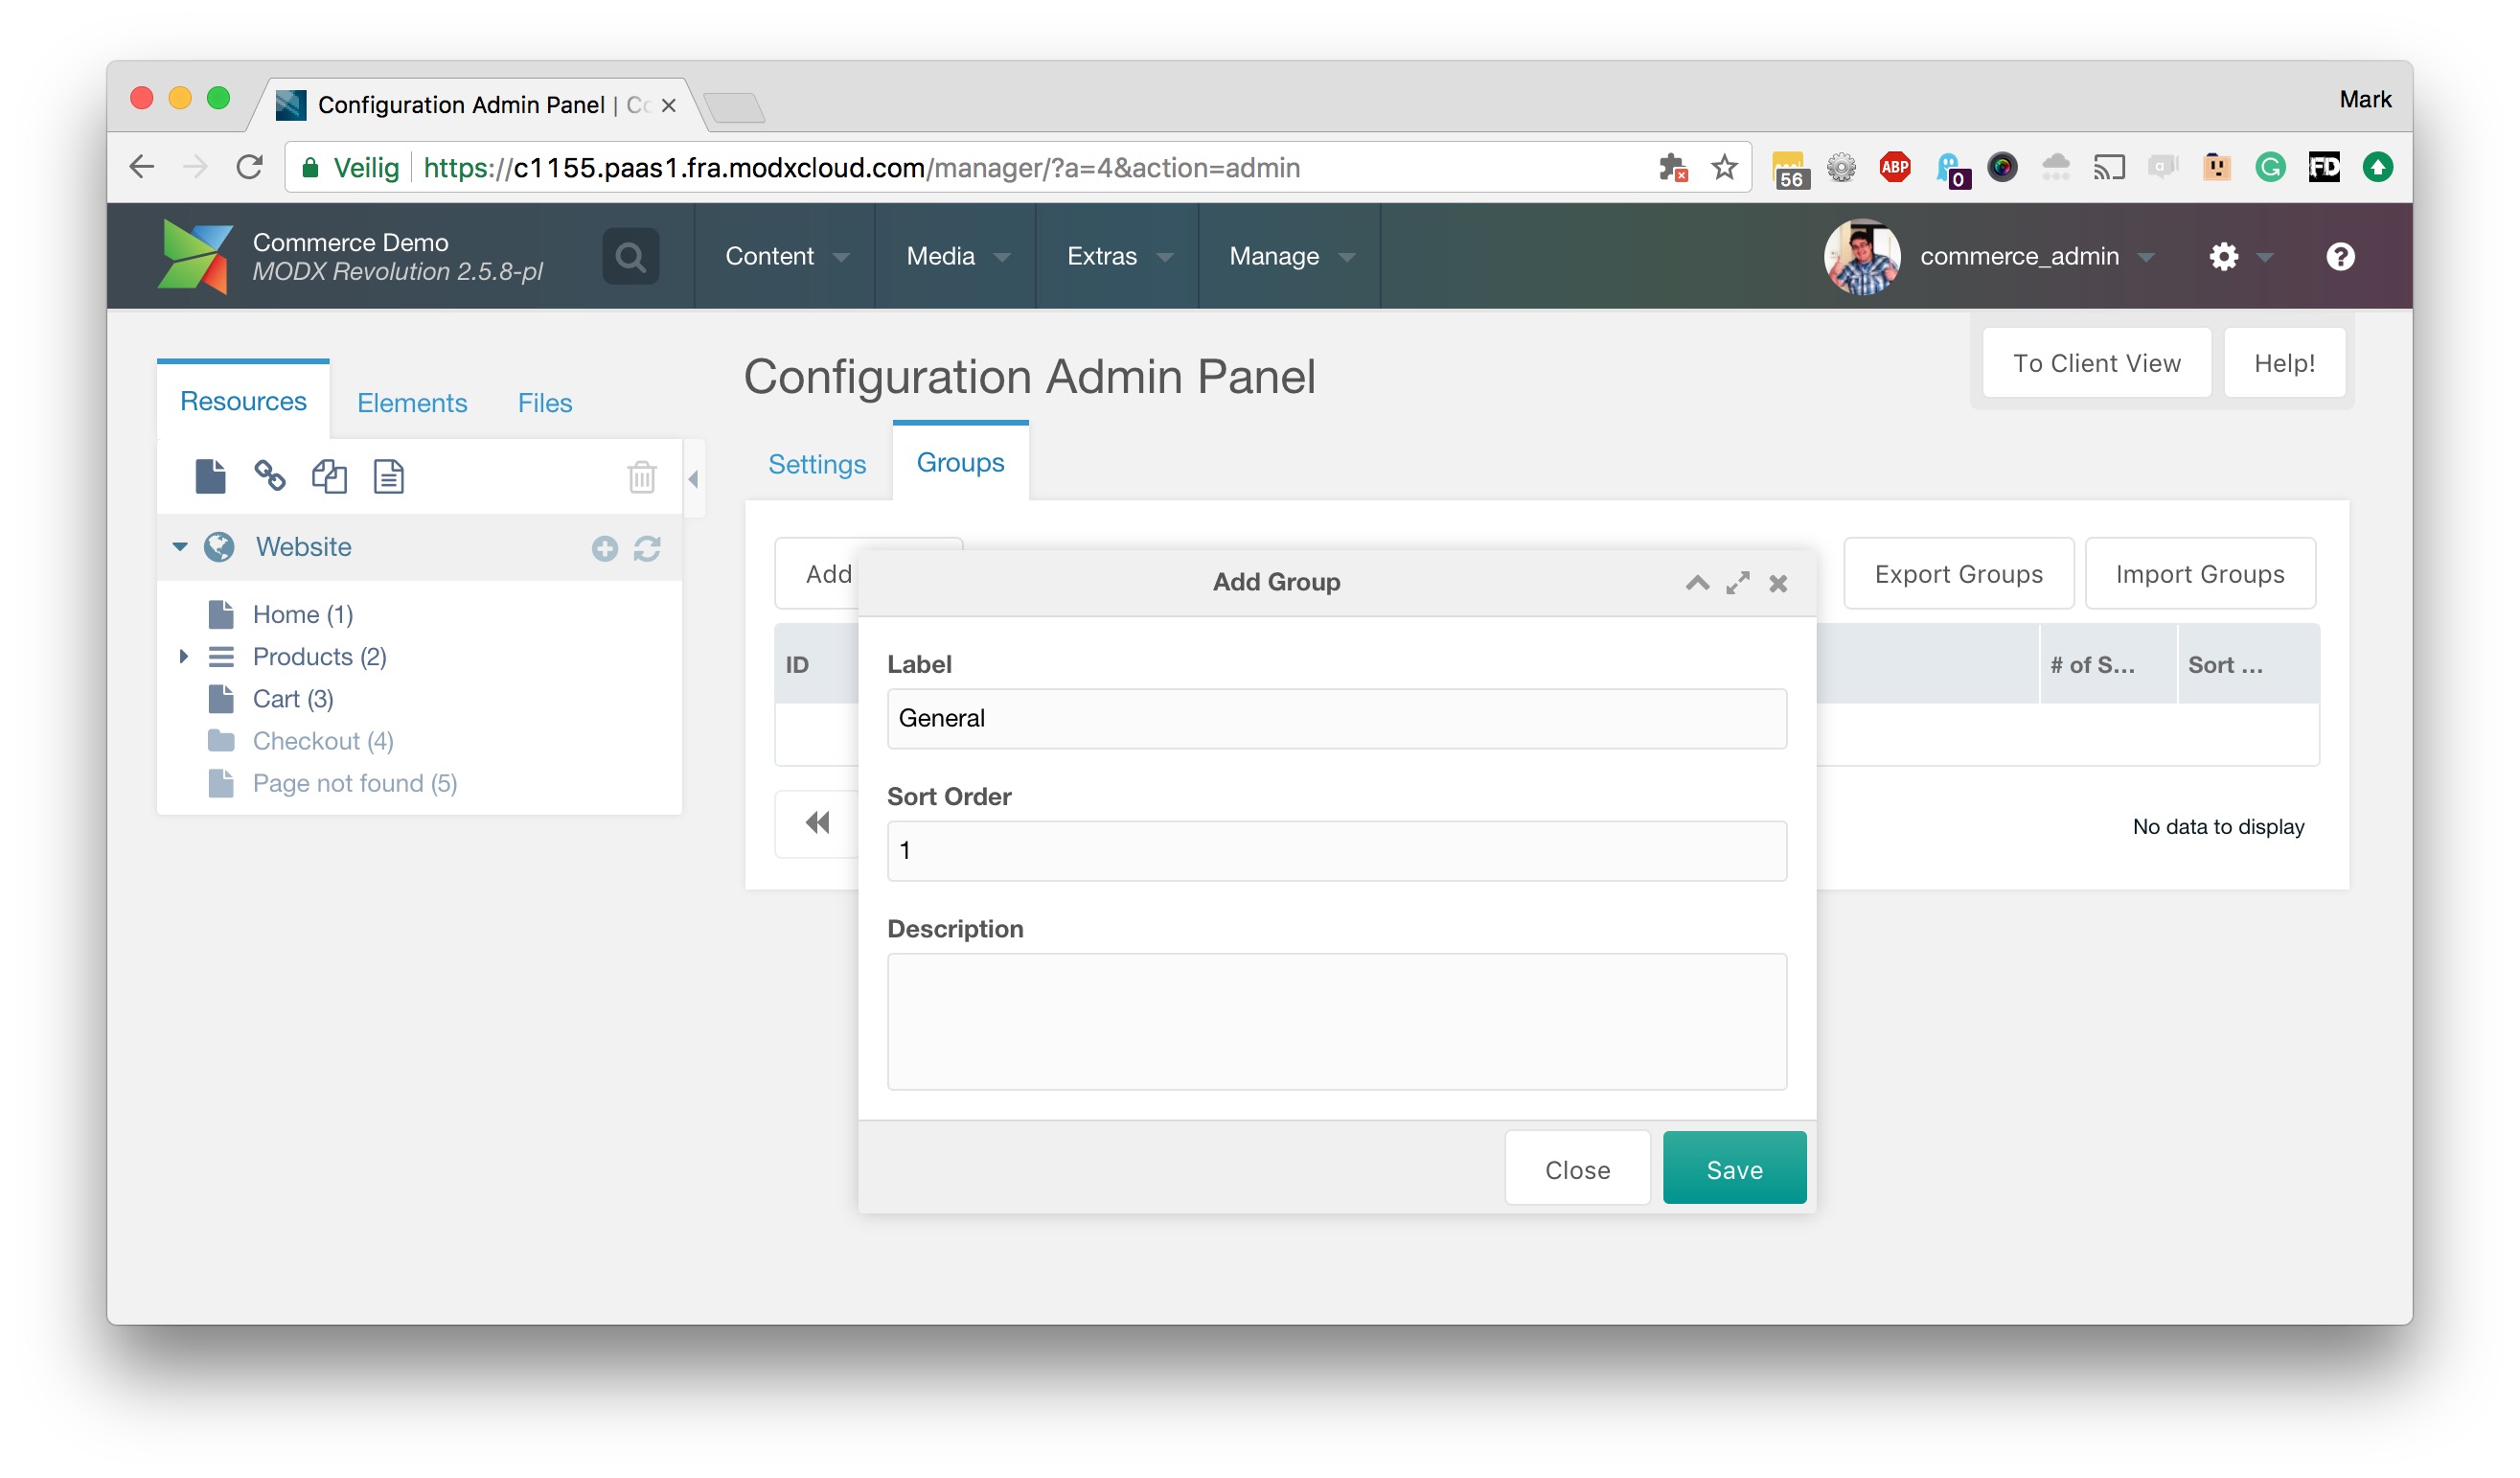 Configuration Admin Panel | Co
Mark
Veilig
https://c1155.paas1.fra.modxcloud.com/manager/?a=4&action=admin
56
ABP
0
a
G
FD
Commerce Demo
MODX Revolution 2.5.8-pl
Content
Media
Extras
Manage
commerce_admin
?
To Client View
Help!
Configuration Admin Panel
Resources
Elements
Files
Settings
Groups
Website
Home (1)
Products (2)
Cart (3)
Checkout (4)
Page not found (5)
Add
Export Groups
Import Groups
ID
# of S...
Sort ...
No data to display
Add Group
Label
General
Sort Order
1
Description
Close
Save